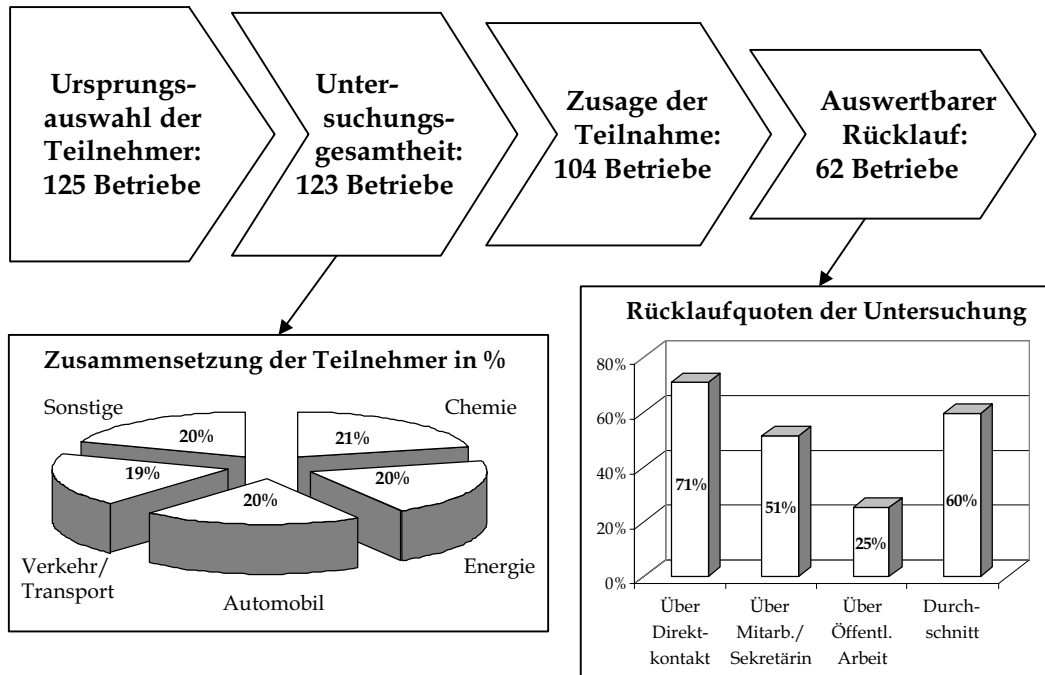 Ursprungs-
auswahl der
Teilnehmer:
125 Betriebe
Unter-
suchungs-
gesamtheit:
123 Betriebe
Zusage der
Teilnahme:
104 Betriebe
Auswertbarer
Rücklauf:
62 Betriebe
Zusammensetzung der Teilnehmer in %
Sonstige
Chemie
20%
21%
19%
20%
20%
Verkehr/
Transport
Automobil
Energie
Rücklaufquoten der Untersuchung
80%
60%
40%
20%
0%
71%
51%
25%
60%
Über
Direkt-
kontakt
Über
Mitarb./
Sekretärin
Über
Öffentl.
Arbeit
Durch-
schnitt